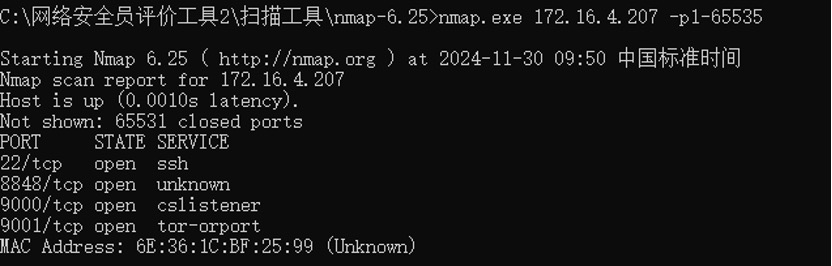 C:\网络安全员评价工具2\扫描工具\nmap-6.25>nmap.exe 172.16.4.207 -p1-65535
Starting Nmap 6.25 ( http://nmap.org ) at 2024-11-30 09:50 中国标准时间
Nmap scan report for 172.16.4.207
Host is up (0.0010s latency).
Not shown: 65531 closed ports
PORT     STATE SERVICE
22/tcp   open  ssh
8848/tcp open  unknown
9000/tcp open  cslistener
9001/tcp open  tor-orport
MAC Address: 6E:36:1C:BF:25:99 (Unknown)